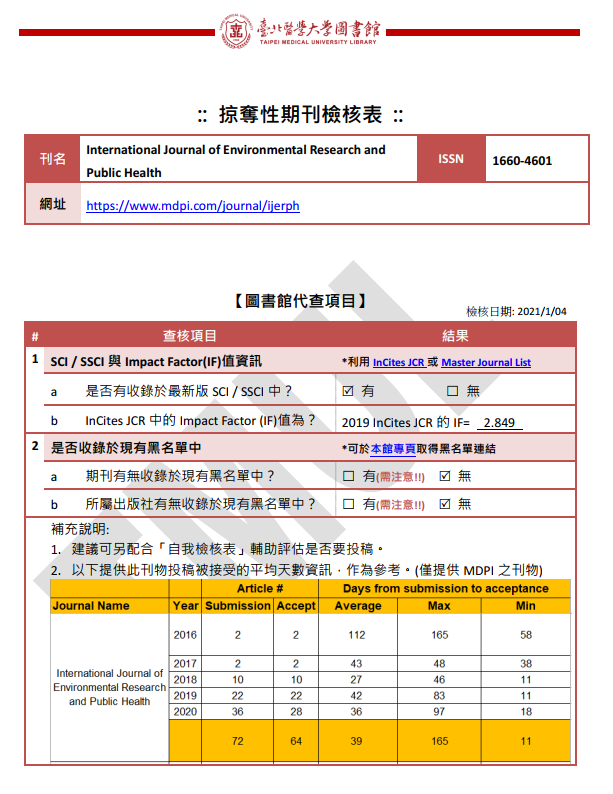 臺北醫學大學圖書館
TAIPEI MEDICAL UNIVERSITY LIBRARY
:: 掠奪性期刊檢核表 ::
刊名 International Journal of Environmental Research and Public Health ISSN 1660-4601
網址 https://www.mdpi.com/journal/ijerph
【圖書館代查項目】
檢核日期: 2021/1/04
# 查核項目 結果
1 SCI / SSCI 與 Impact Factor(IF)值資訊 *利用 InCites JCR 或 Master Journal List
a 是否有收錄於最新版 SCI / SSCI 中？ ☑ 有 ☐ 無
b InCites JCR 中的 Impact Factor (IF)值為？ 2019 InCites JCR 的 IF= 2.849
2 是否收錄於現有黑名單中 *可於本館專頁取得黑名單連結
a 期刊有無收錄於現有黑名單中？ ☐ 有(需注意!!) ☑ 無
b 所屬出版社有無收錄於現有黑名單中？ ☐ 有(需注意!!) ☑ 無
補充說明:
1. 建議可另配合「自我檢核表」輔助評估是否要投稿。
2. 以下提供此刊物投稿被接受的平均天數資訊，作為參考。(僅提供 MDPI 之刊物)
Article # Days from submission to acceptance
Journal Name Year Submission Accept Average Max Min
International Journal of Environmental Research and Public Health
2016 2 2 112 165 58
2017 2 2 43 48 38
2018 10 10 27 46 11
2019 22 22 42 83 11
2020 36 28 36 97 18
72 64 39 165 11
TMUL